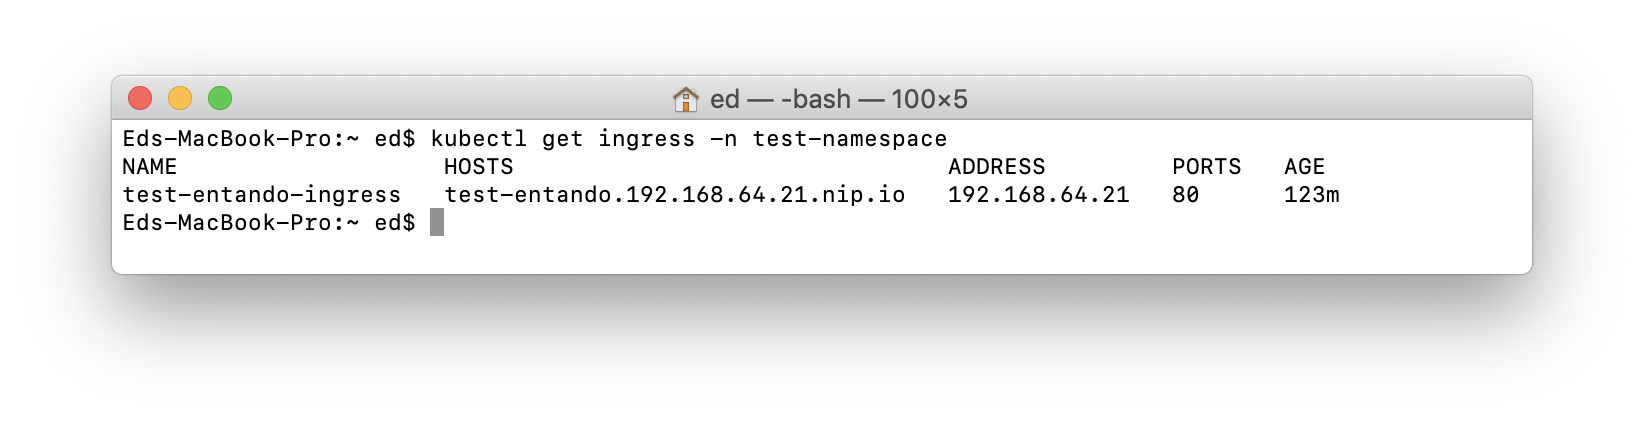 ed — -bash — 100×5
Eds-MacBook-Pro:~ ed$ kubectl get ingress -n test-namespace
NAME                   HOSTS                               ADDRESS         PORTS   AGE
test-entando-ingress   test-entando.192.168.64.21.nip.io   192.168.64.21   80      123m
Eds-MacBook-Pro:~ ed$